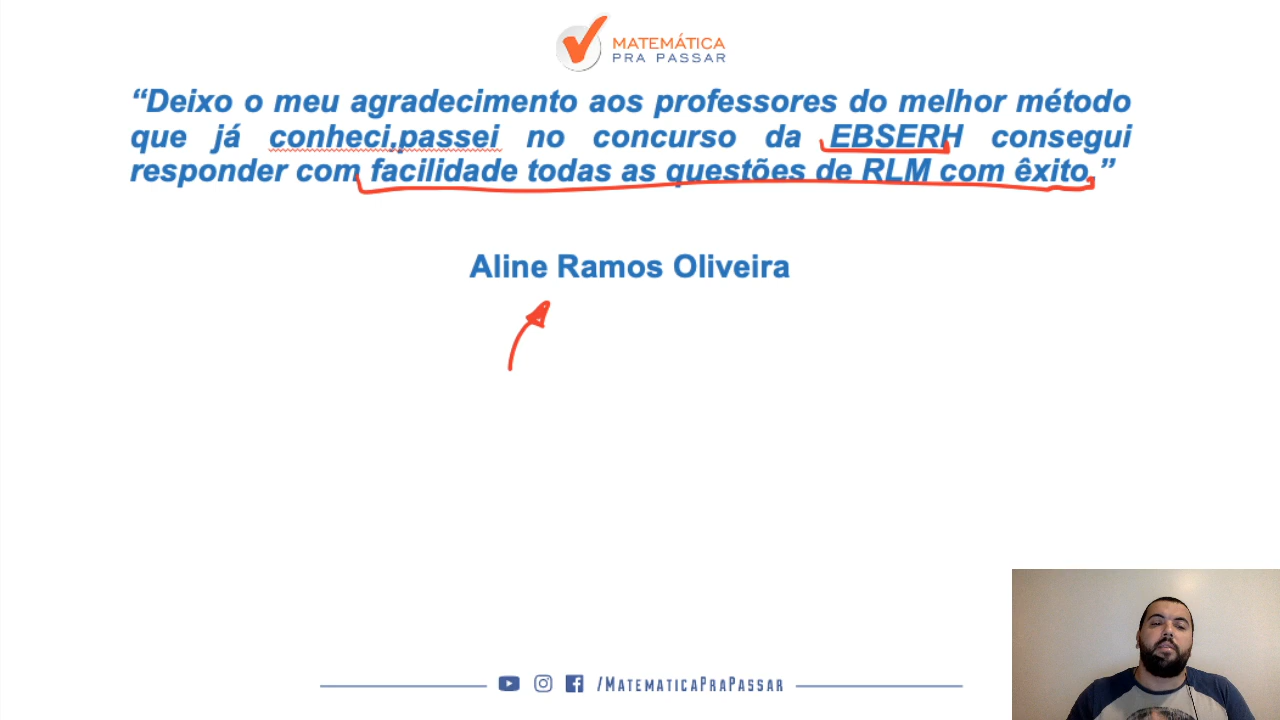 MATEMÁTICA
PRA PASSAR
“Deixo o meu agradecimento aos professores do melhor método
que já conheci,passei no concurso da EBSERH consegui
responder com facilidade todas as questões de RLM com êxito.”
Aline Ramos Oliveira
/MATEMATICAPRAPASSAR